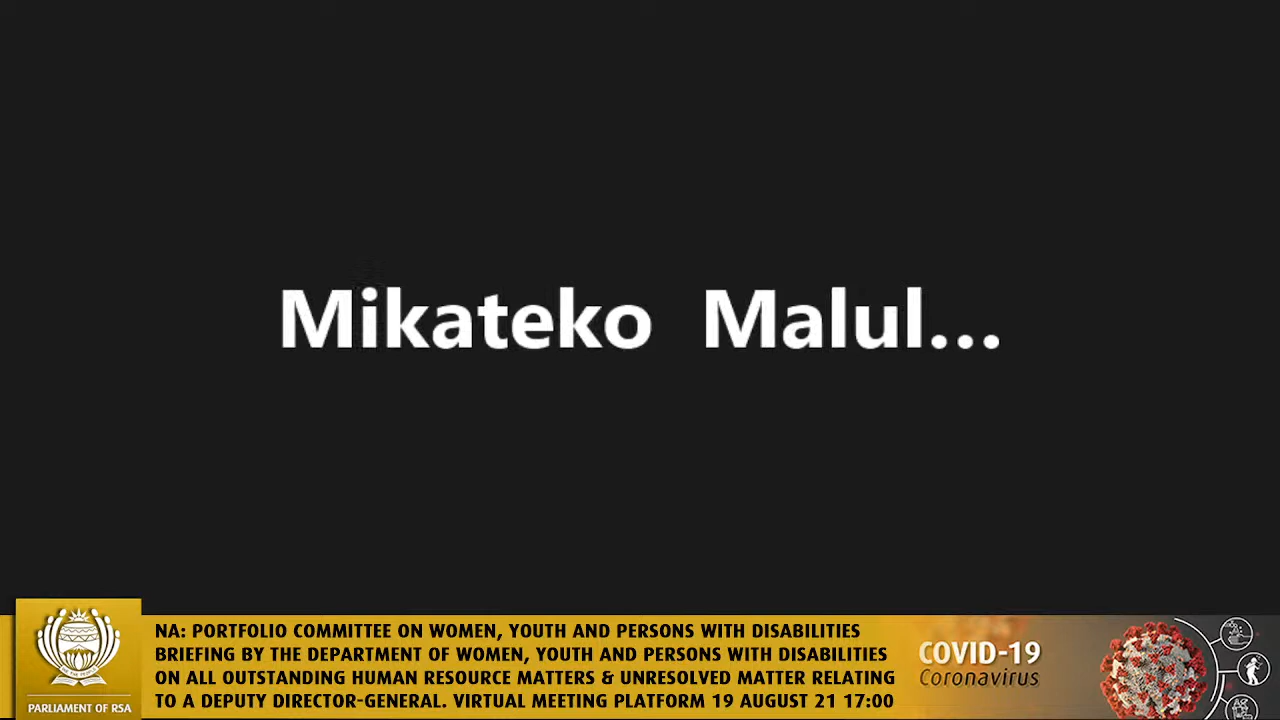 Mikateko Malul...
NA: PORTFOLIO COMMITTEE ON WOMEN, YOUTH AND PERSONS WITH DISABILITIES
BRIEFING BY THE DEPARTMENT OF WOMEN, YOUTH AND PERSONS WITH DISABILITIES
ON ALL OUTSTANDING HUMAN RESOURCE MATTERS & UNRESOLVED MATTER RELATING
TO A DEPUTY DIRECTOR-GENERAL. VIRTUAL MEETING PLATFORM 19 AUGUST 21 17:00
PARLIAMENT OF RSA
COVID-19
Coronavirus